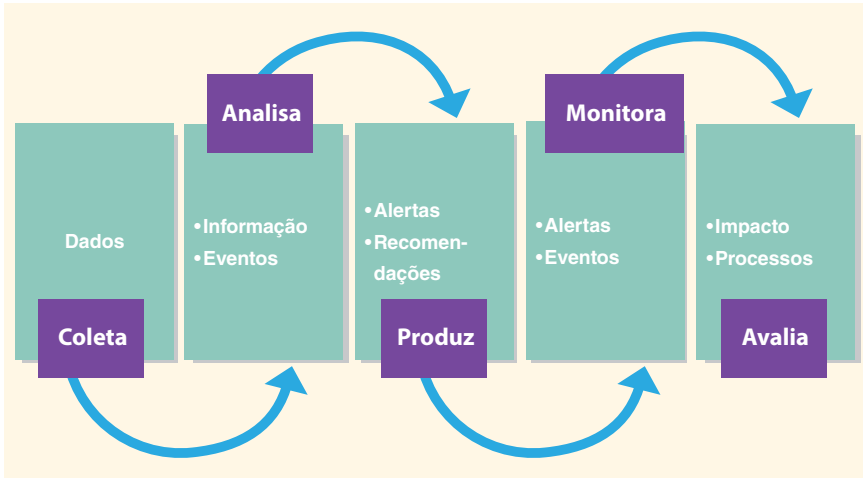 Dados
Coleta
Analisa
•Informação
•Eventos
•Alertas
•Recomen-
dações
Produz
Monitora
•Alertas
•Eventos
•Impacto
•Processos
Avalia